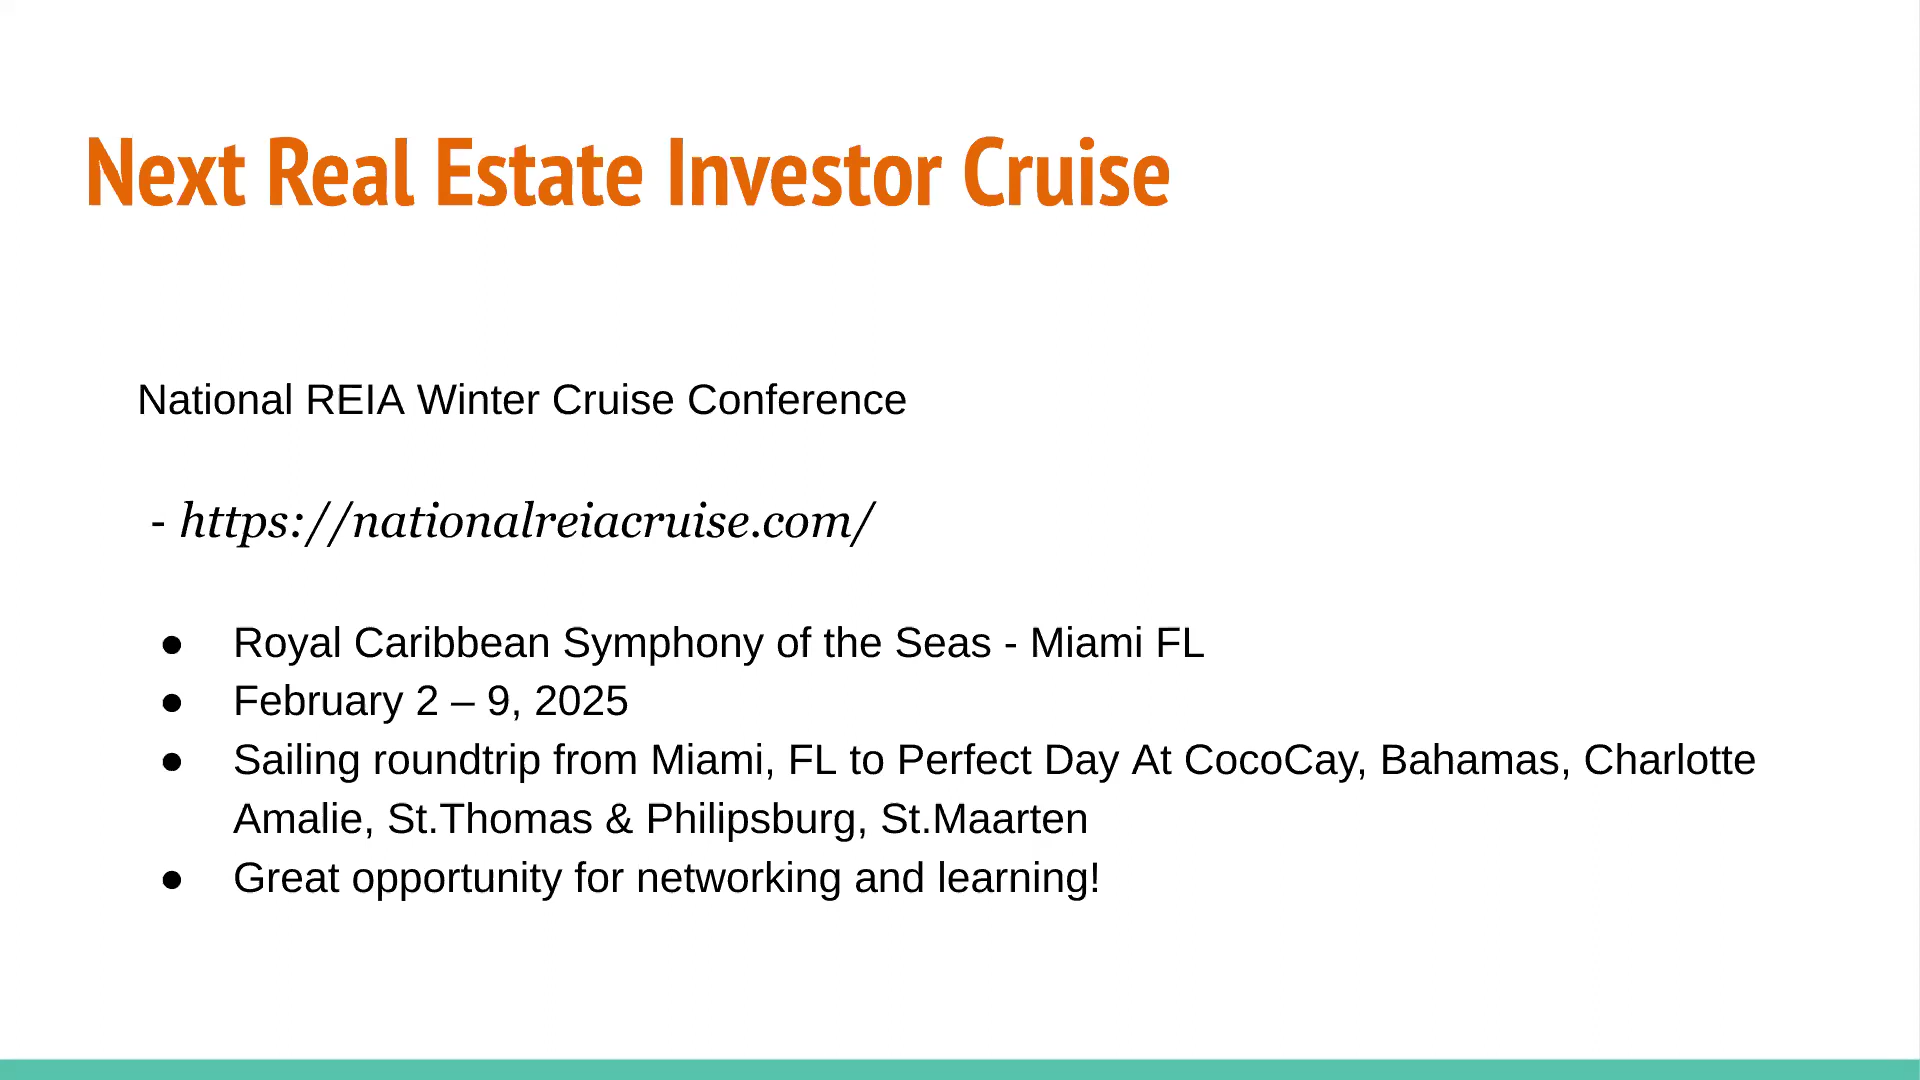 Next Real Estate Investor Cruise
National REIA Winter Cruise Conference
- https://nationalreiacruise.com/
● Royal Caribbean Symphony of the Seas - Miami FL
● February 2 – 9, 2025
● Sailing roundtrip from Miami, FL to Perfect Day At CocoCay, Bahamas, Charlotte
Amalie, St.Thomas & Philipsburg, St.Maarten
● Great opportunity for networking and learning!